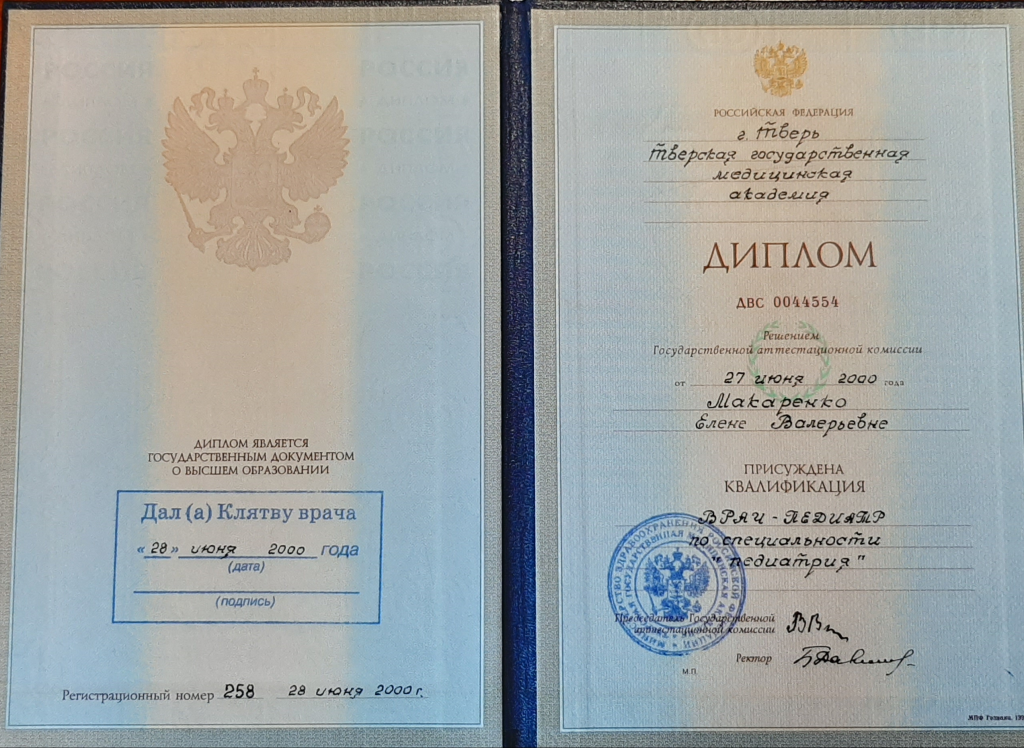 ДИПЛОМ ЯВЛЯЕТСЯ
ГОСУДАРСТВЕННЫМ ДОКУМЕНТОМ
О ВЫСШЕМ ОБРАЗОВАНИИ
Дал (а) Клятву врача
«28» июня 2000 года
(дата)
(подпись)
Регистрационный номер 258 28 июня 2000 г.
РОССИЙСКАЯ ФЕДЕРАЦИЯ
г. Тверь
Тверская государственная
медицинская
академия
ДИПЛОМ
ДВС 0044554
Решением
Государственной аттестационной комиссии
от 27 июня 2000 года
Макаренко
Елене Валерьевне
ПРИСУЖДЕНА
КВАЛИФИКАЦИЯ
ВРАЧ - ПЕДИАТР
по специальности
"педиатрия"
Председатель Государственной
аттестационной комиссии
Ректор
М.П.